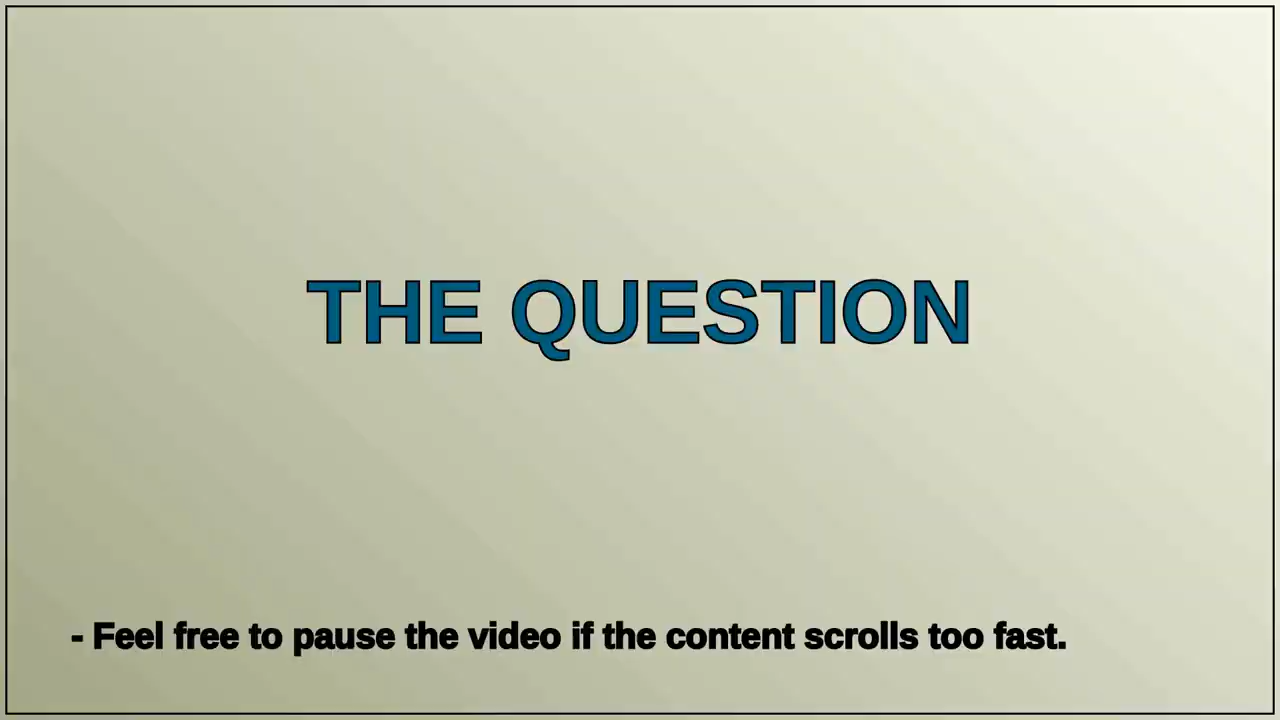 THE QUESTION
- Feel free to pause the video if the content scrolls too fast.